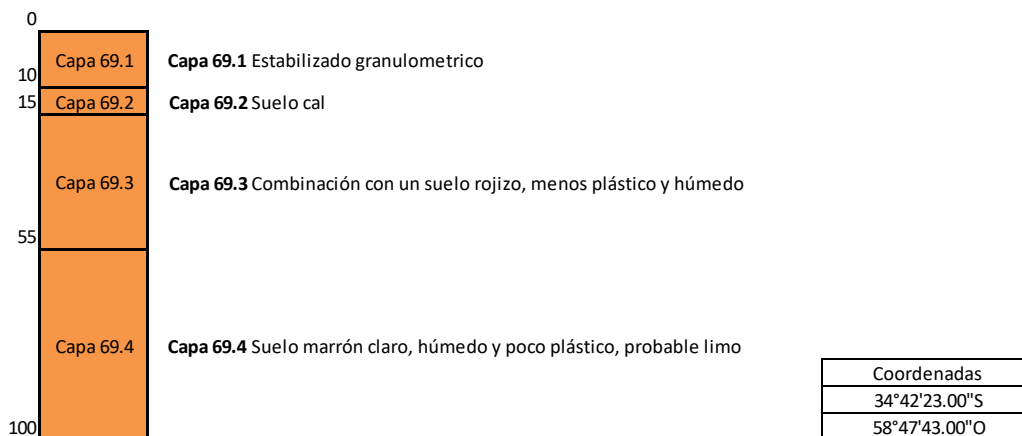 0
Capa 69.1 Capa 69.1 Estabilizado granulometrico
10
15 Capa 69.2 Capa 69.2 Suelo cal
Capa 69.3 Capa 69.3 Combinación con un suelo rojizo, menos plástico y húmedo
55
Capa 69.4 Capa 69.4 Suelo marrón claro, húmedo y poco plástico, probable limo
Coordenadas
34°42'23.00"S
100 58°47'43.00"O